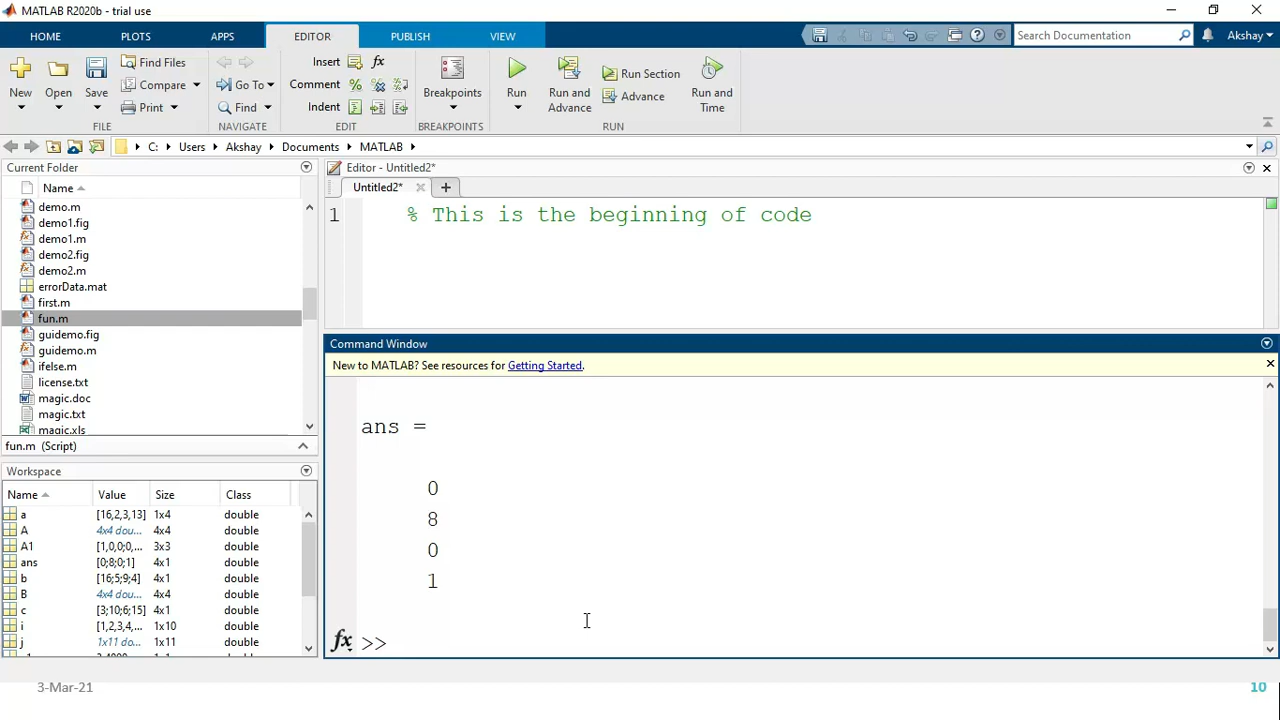 MATLAB R2020b - trial use
HOME PLOTS APPS EDITOR PUBLISH VIEW
Search Documentation
Akshay
New
Open
Save
Find Files
Compare
Print
FILE
Go To
Find
NAVIGATE
Insert
Comment
Indent
EDIT
Breakpoints
BREAKPOINTS
Run
Run and
Advance
Run Section
Advance
Run and
Time
RUN
C: Users Akshay Documents MATLAB
Current Folder
Name
demo.m
demo1.fig
demo1.m
demo2.fig
demo2.m
errorData.mat
first.m
fun.m
guidemo.fig
guidemo.m
ifelse.m
license.txt
magic.doc
magic.txt
magic.xls
fun.m (Script)
Workspace
Name Value Size Class
a [16,2,3,13] 1x4 double
A 4x4 dou... 4x4 double
A1 [1,0,0;0,... 3x3 double
ans [0;8;0;1] 4x1 double
b [16;5;9;4] 4x1 double
B 4x4 dou... 4x4 double
c [3;10;6;15] 4x1 double
i [1,2,3,4,... 1x10 double
j 1x11 do... 1x11 double
Editor - Untitled2*
Untitled2*
1 % This is the beginning of code
Command Window
New to MATLAB? See resources for Getting Started.
ans =
0
8
0
1
fx >>
3-Mar-21
10